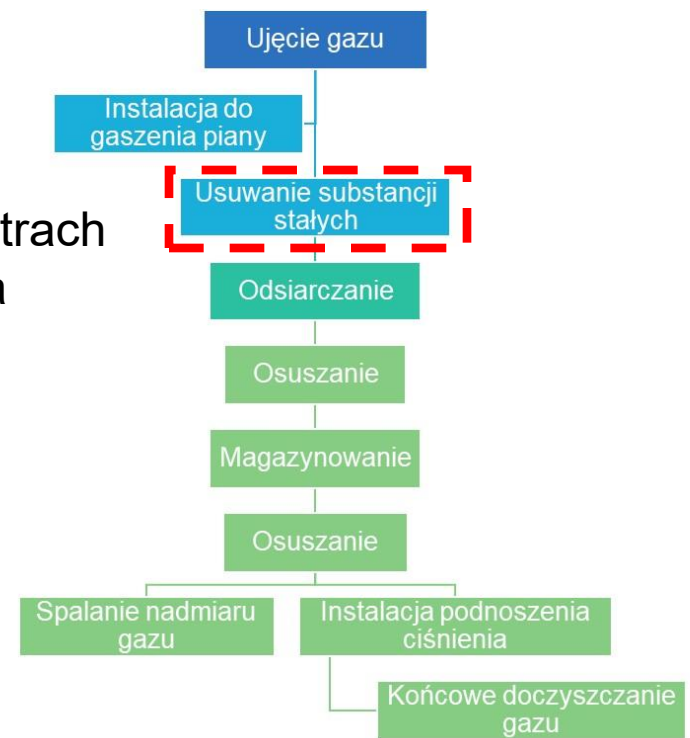 Ujęcie gazu
Instalacja do
gaszenia piany
Usuwanie substancji
stałych
trach
a
Odsiarczanie
Osuszanie
Magazynowanie
Osuszanie
Spalanie nadmiaru
gazu
Instalacja podnoszenia
ciśnienia
Końcowe doczyszczanie
gazu